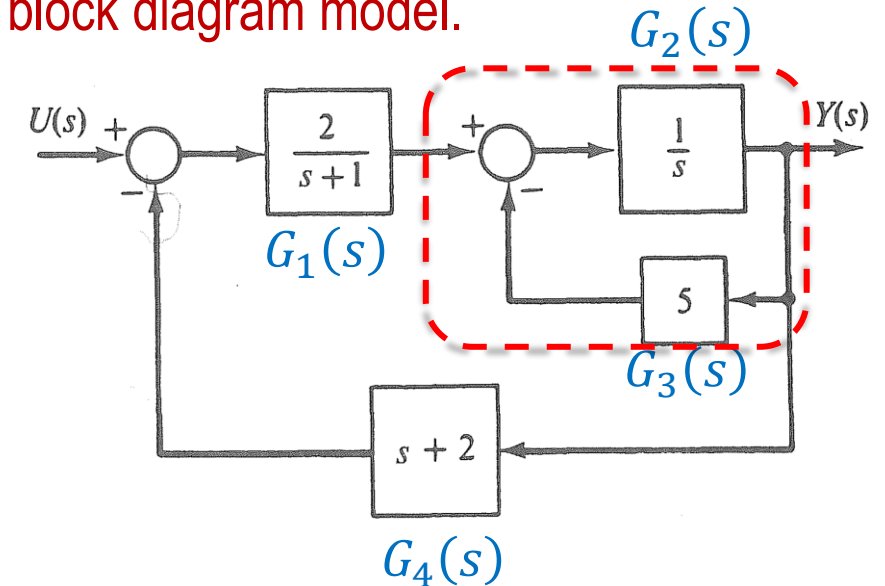 block diagram model.
G₂(s)
U(s) + 2/(s+1) + 1/s Y(s)
− −
G₁(s)
5
G₃(s)
s + 2
G₄(s)